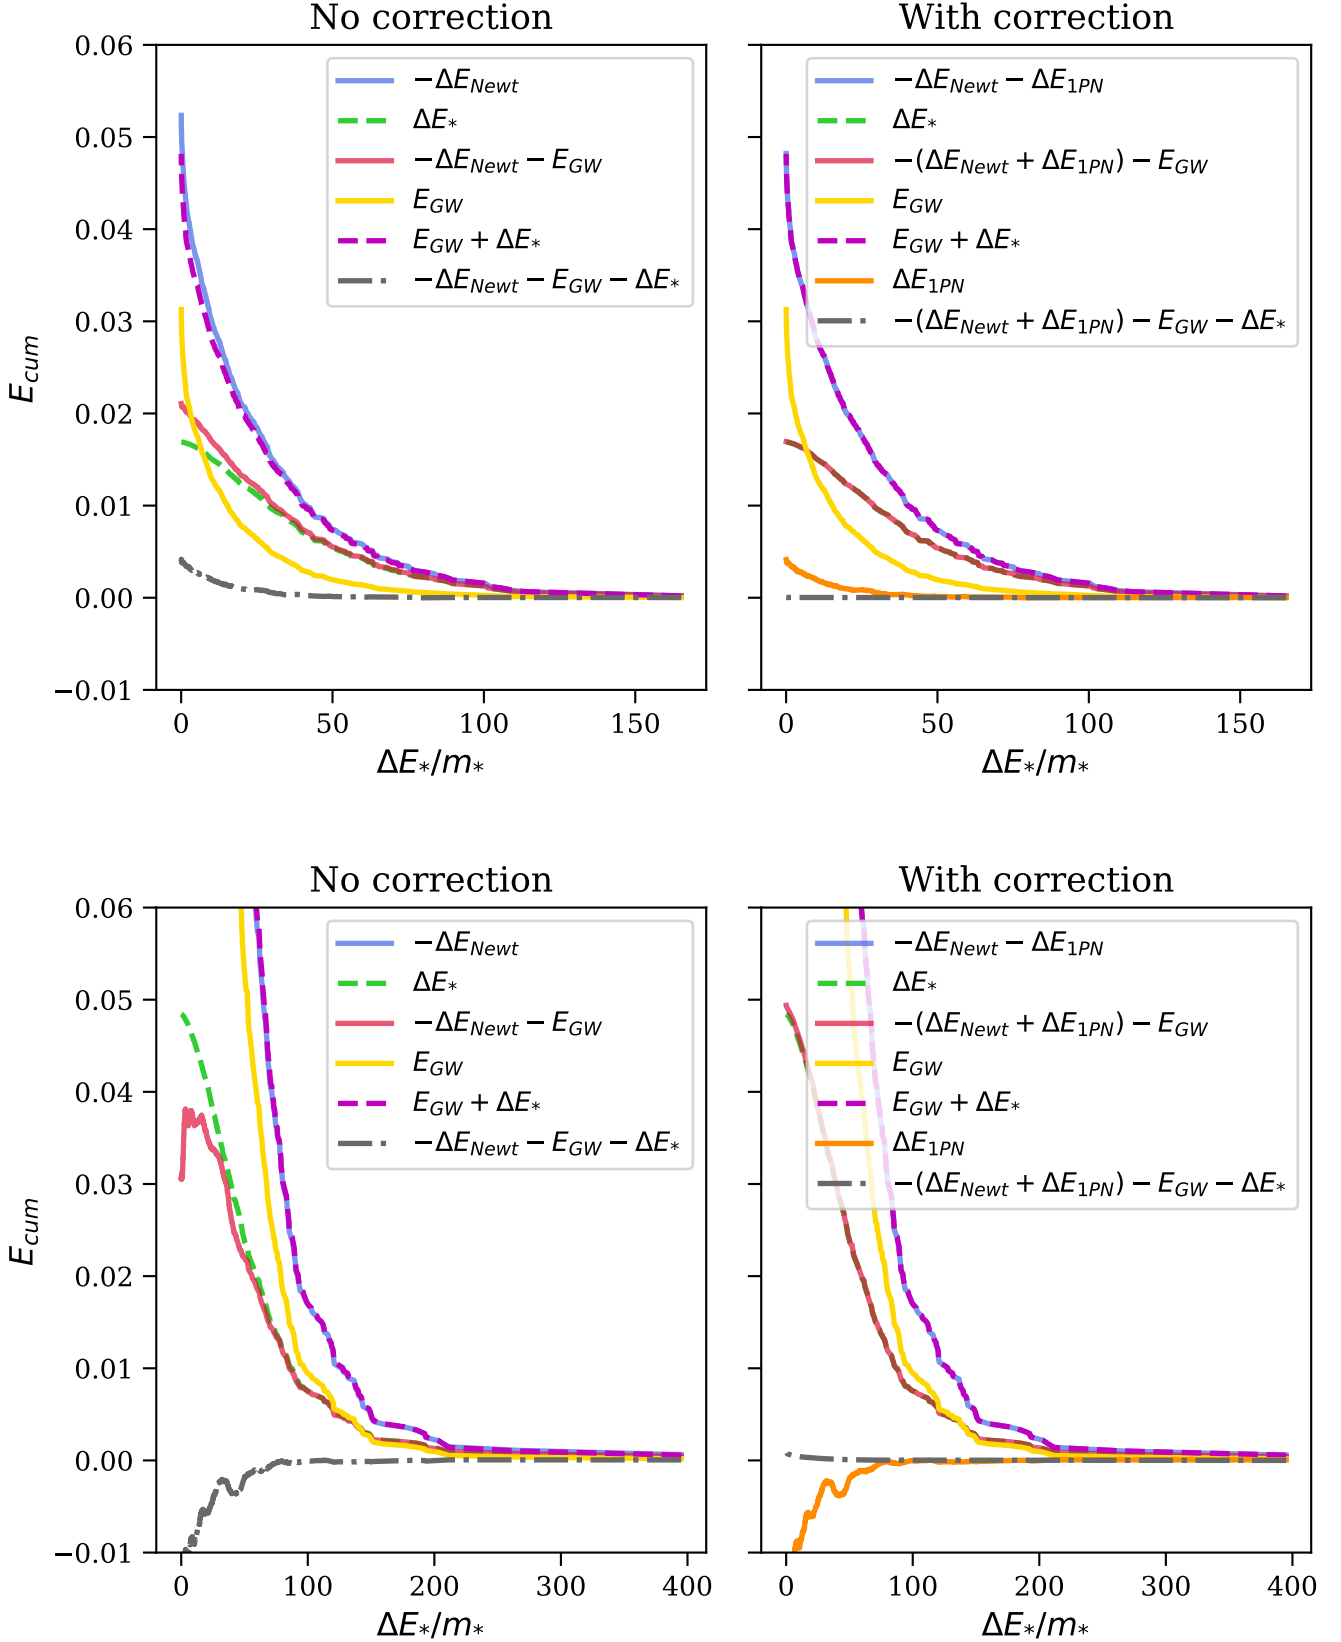 No correction
With correction
0.06
0.05
0.04
0.03
0.02
0.01
0.00
−0.01
E_cum
−ΔE_Newt
ΔE_*
−ΔE_Newt − E_GW
E_GW
E_GW + ΔE_*
−ΔE_Newt − E_GW − ΔE_*
−ΔE_Newt − ΔE_1PN
ΔE_*
−(ΔE_Newt + ΔE_1PN) − E_GW
E_GW
E_GW + ΔE_*
ΔE_1PN
−(ΔE_Newt + ΔE_1PN) − E_GW − ΔE_*
0 50 100 150
0 50 100 150
ΔE_*/m_*
ΔE_*/m_*
No correction
With correction
0.06
0.05
0.04
0.03
0.02
0.01
0.00
−0.01
E_cum
−ΔE_Newt
ΔE_*
−ΔE_Newt − E_GW
E_GW
E_GW + ΔE_*
−ΔE_Newt − E_GW − ΔE_*
−ΔE_Newt − ΔE_1PN
ΔE_*
−(ΔE_Newt + ΔE_1PN) − E_GW
E_GW
E_GW + ΔE_*
ΔE_1PN
−(ΔE_Newt + ΔE_1PN) − E_GW − ΔE_*
0 100 200 300 400
0 100 200 300 400
ΔE_*/m_*
ΔE_*/m_*